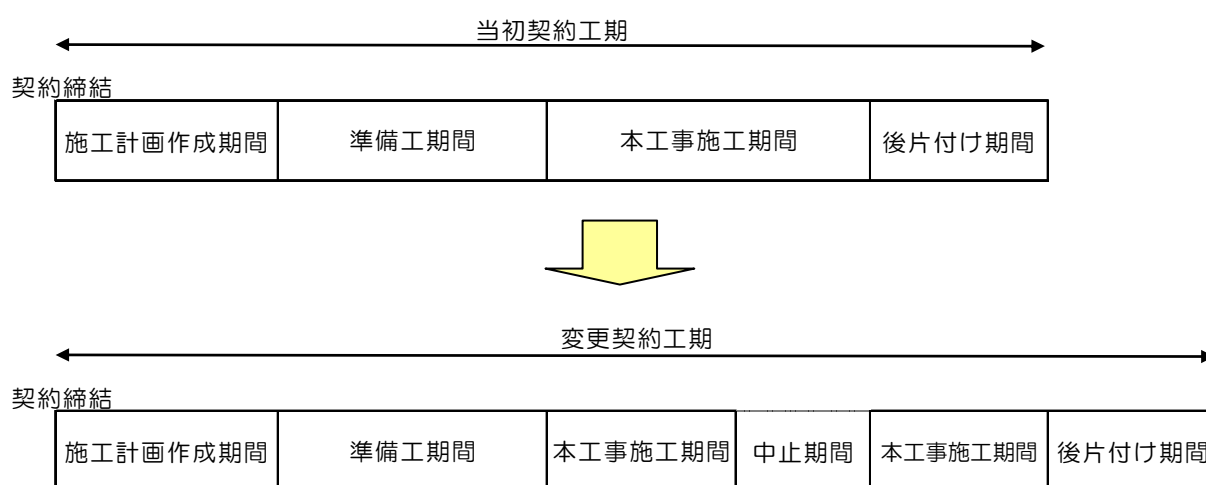 当初契約工期
契約締結
施工計画作成期間 準備工期間 本工事施工期間 後片付け期間
変更契約工期
契約締結
施工計画作成期間 準備工期間 本工事施工期間 中止期間 本工事施工期間 後片付け期間